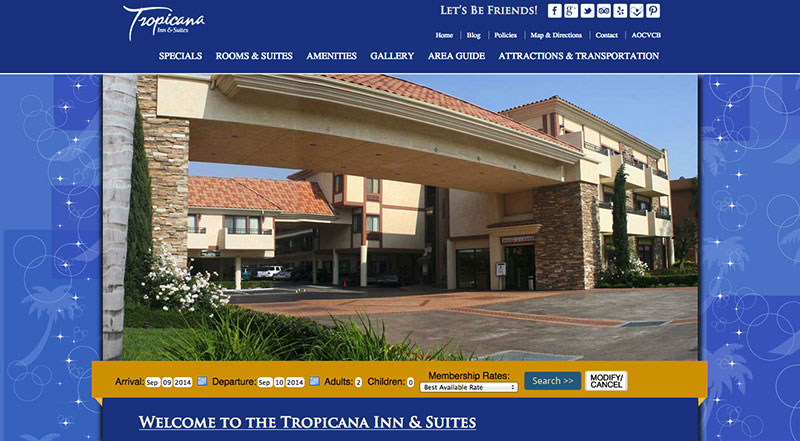 Tropicana
Inn & Suites
LET'S BE FRIENDS!
Home Blog Policies Map & Directions Contact AOCVCB
SPECIALS ROOMS & SUITES AMENITIES GALLERY AREA GUIDE ATTRACTIONS & TRANSPORTATION
Arrival: Sep 09 2014 Departure: Sep 10 2014 Adults: 2 Children: 0
Membership Rates:
Best Available Rate
Search >>
MODIFY/
CANCEL
WELCOME TO THE TROPICANA INN & SUITES